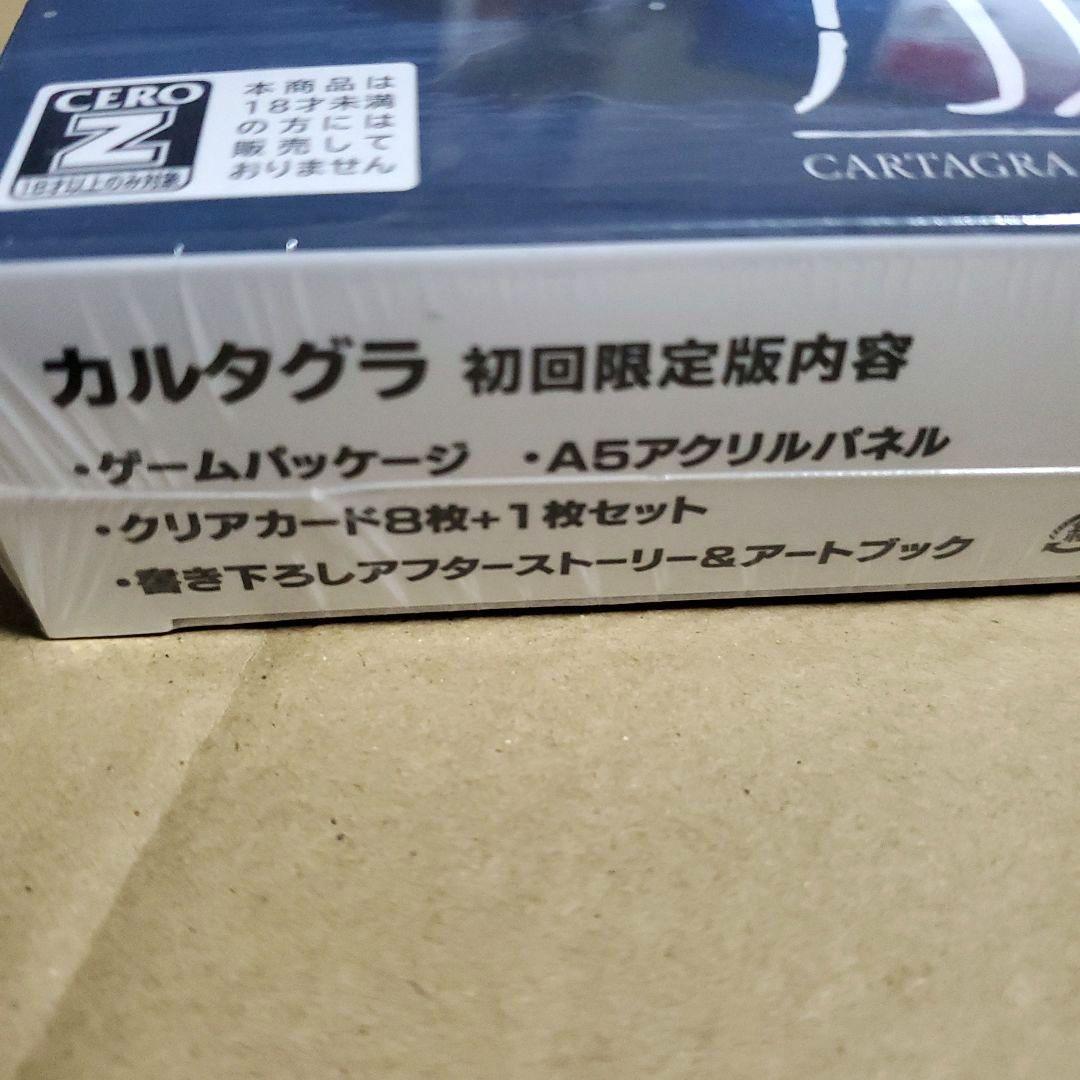 CERO
Z
18才以上のみ対象
本商品は
18才未満
の方には
販売して
おりません
CARTAGRA
カルタグラ 初回限定版内容
・ゲームパッケージ ・A5アクリルパネル
・クリアカード8枚+1枚セット
・書き下ろしアフターストーリー&アートブック